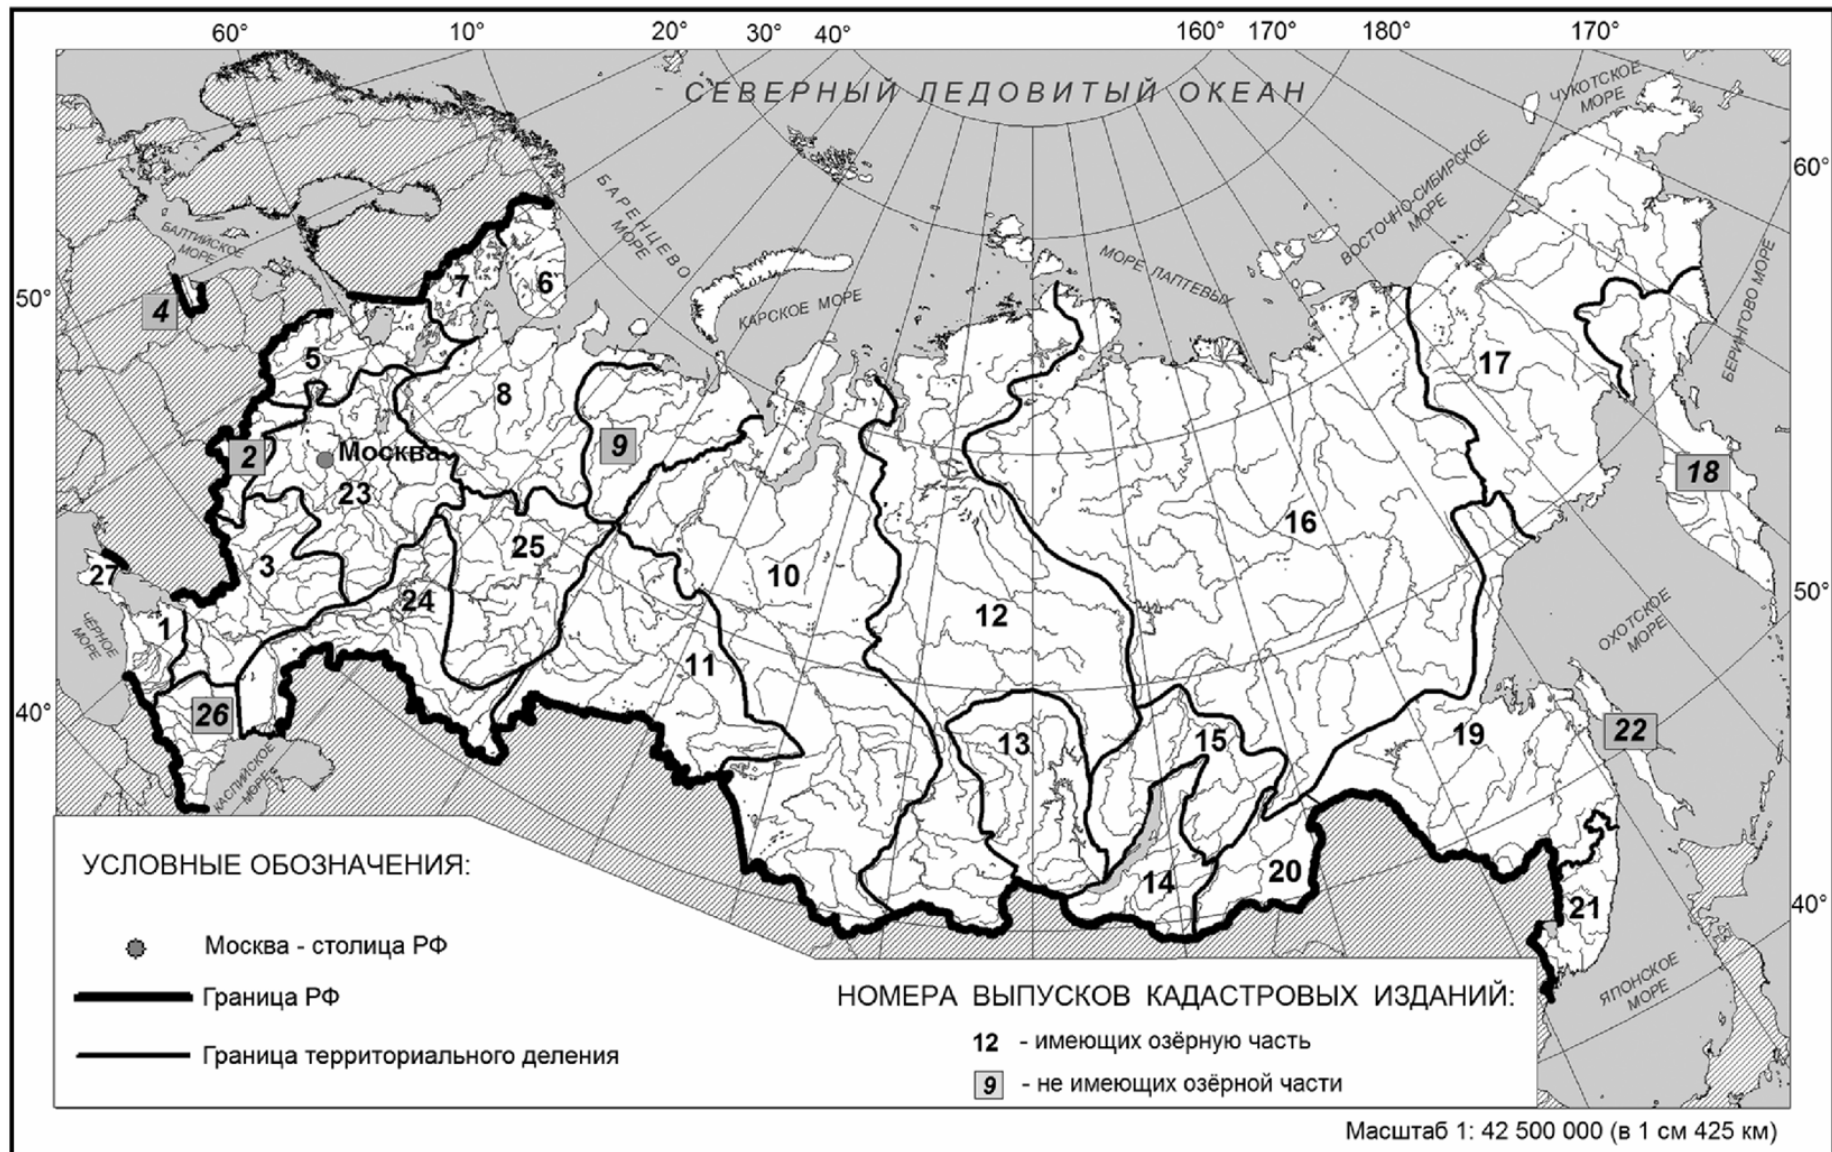 60° 10° 20° 30° 40° 160° 170° 180° 170°
СЕВЕРНЫЙ ЛЕДОВИТЫЙ ОКЕАН
ЧУКОТСКОЕ
МОРЕ
60°
ВОСТОЧНО-СИБИРСКОЕ
МОРЕ
БАРЕНЦЕВО
МОРЕ
БАЛТИЙСКОЕ
МОРЕ
МОРЕ ЛАПТЕВЫХ
КАРСКОЕ МОРЕ
БЕРИНГОВО МОРЕ
50°
4
7
6
5
8
9
17
2
Москва
23
18
16
25
3
27
10
24
12
50°
ОХОТСКОЕ
МОРЕ
ЧЁРНОЕ
МОРЕ
1
11
40°
26
13
15
19
22
КАСПИЙСКОЕ
МОРЕ
14
20
21
40°
ЯПОНСКОЕ
МОРЕ
УСЛОВНЫЕ ОБОЗНАЧЕНИЯ:
Москва - столица РФ
Граница РФ
Граница территориального деления
НОМЕРА ВЫПУСКОВ КАДАСТРОВЫХ ИЗДАНИЙ:
12 - имеющих озёрную часть
9 - не имеющих озёрной части
Масштаб 1: 42 500 000 (в 1 см 425 км)